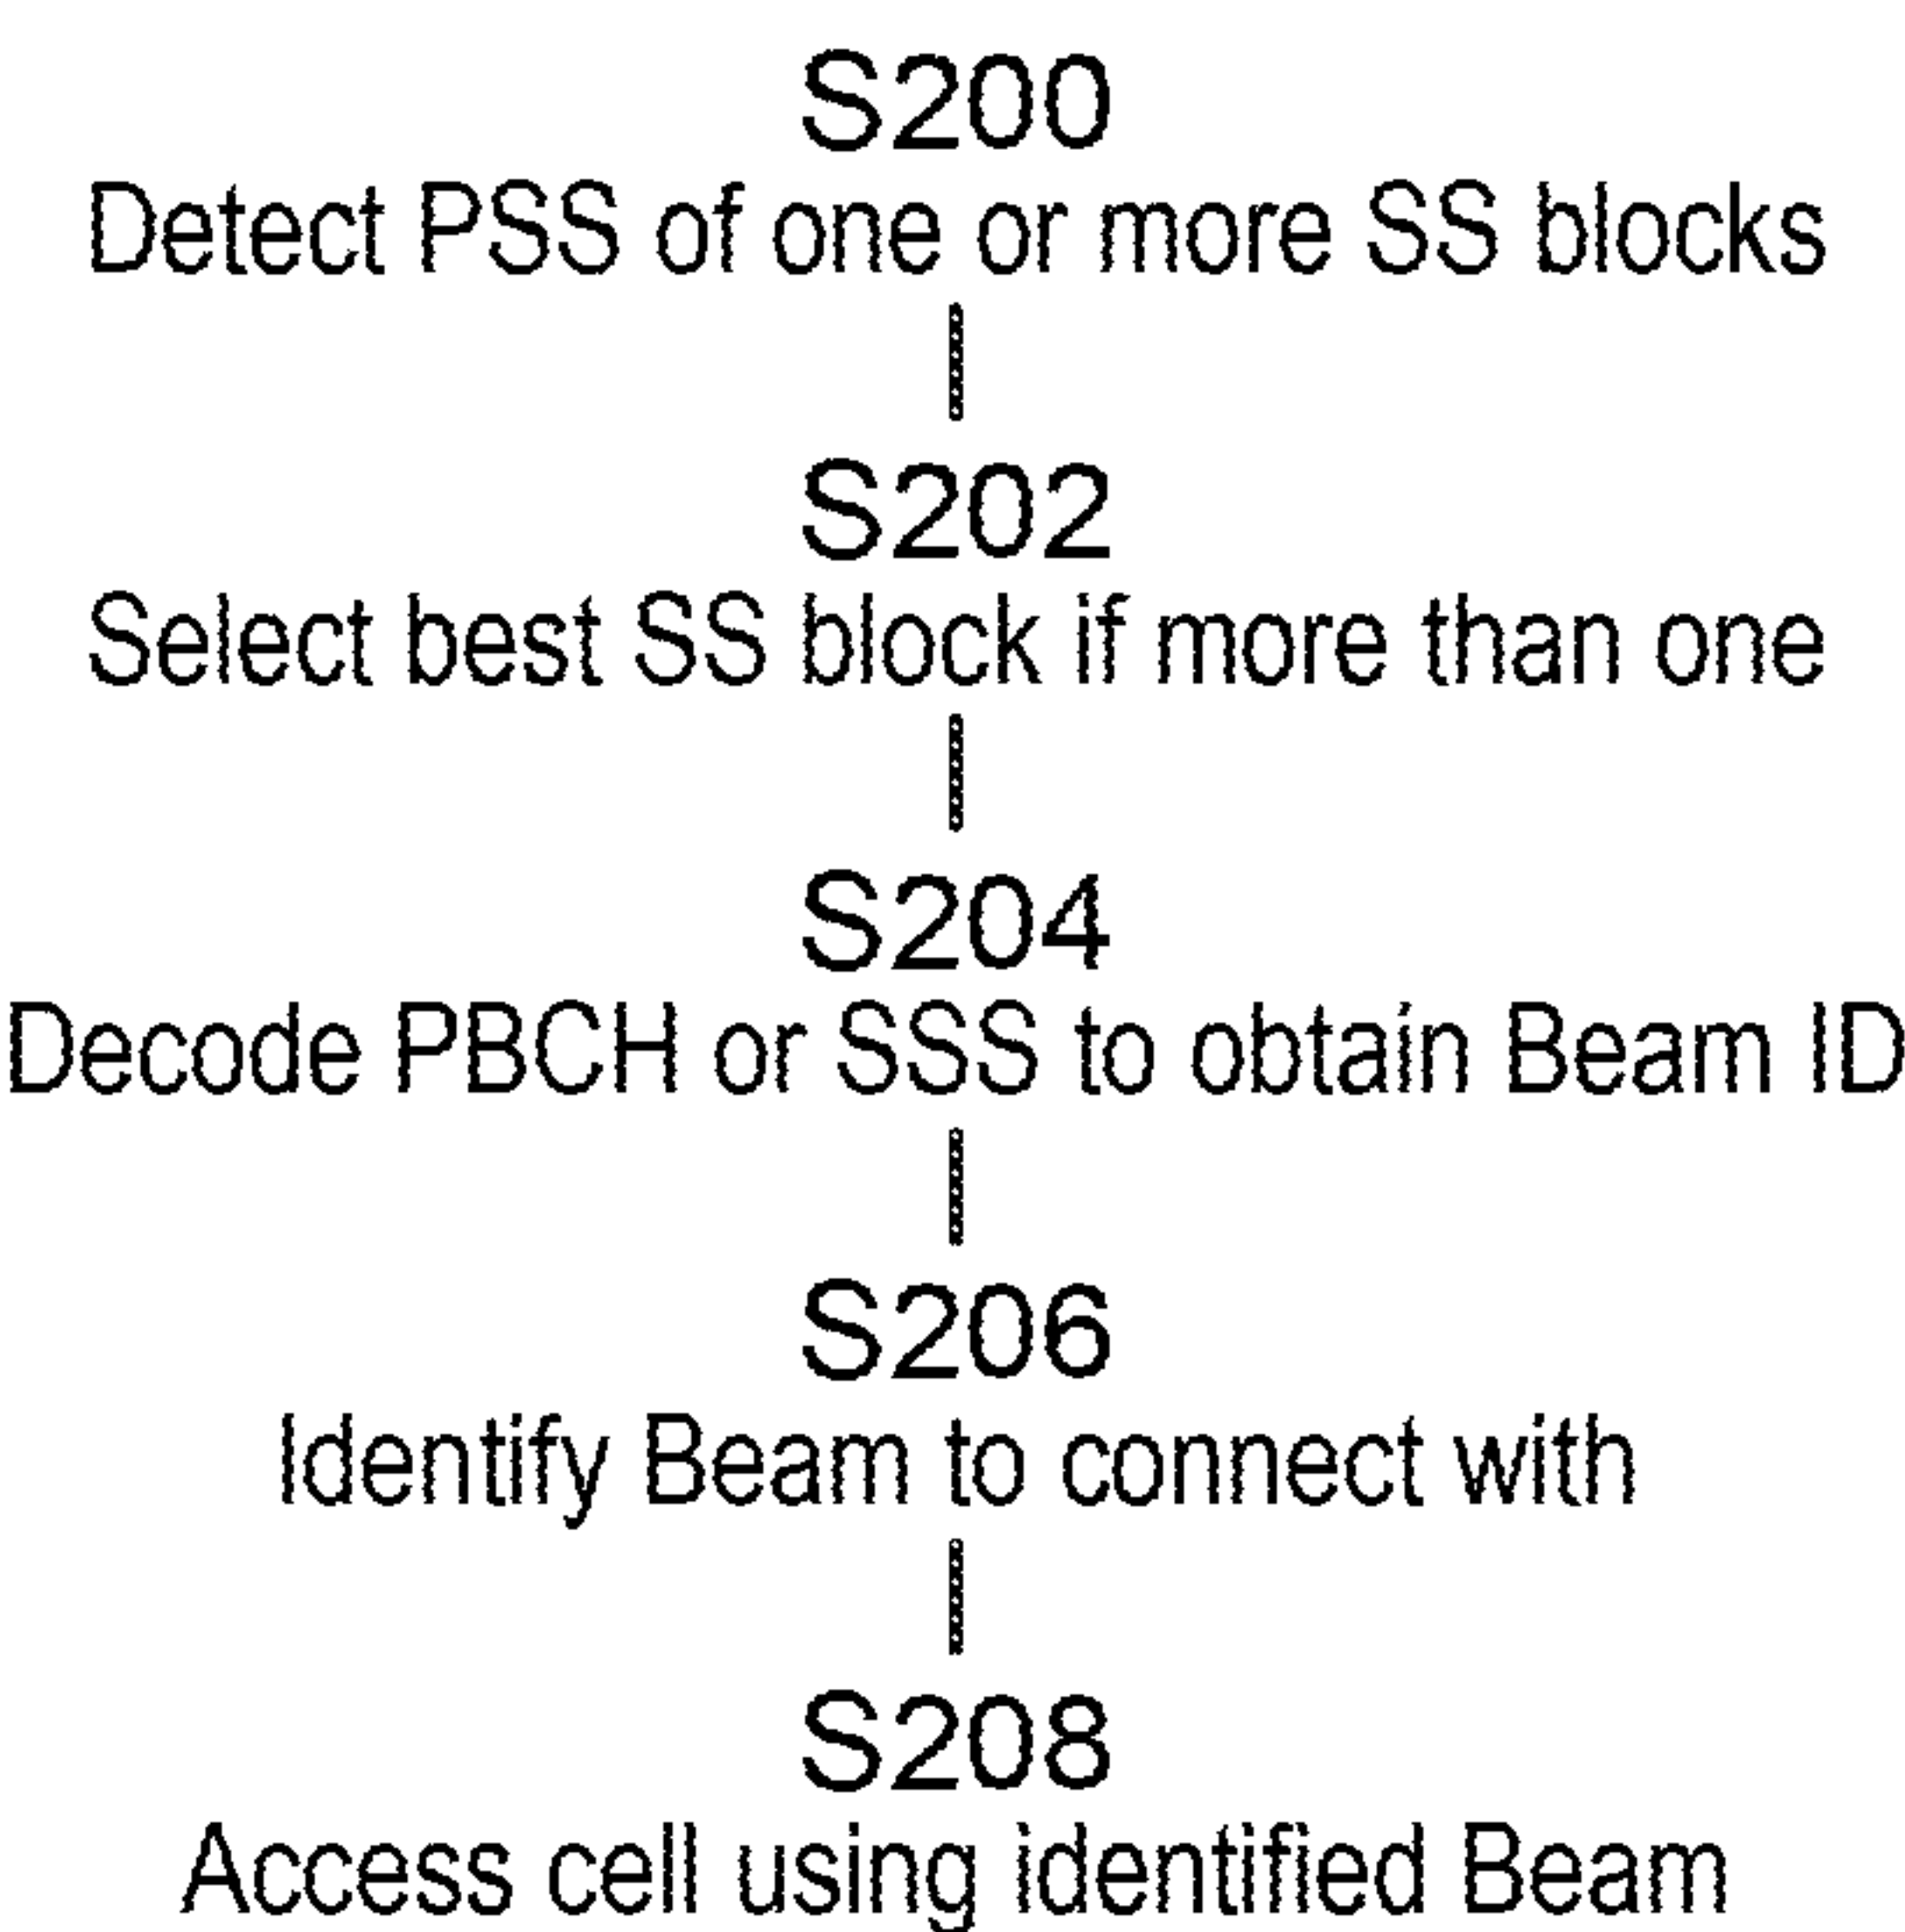 S200
Detect PSS of one or more SS blocks
S202
Select best SS block if more than one
S204
Decode PBCH or SSS to obtain Beam ID
S206
Identify Beam to connect with
S208
Access cell using identified Beam